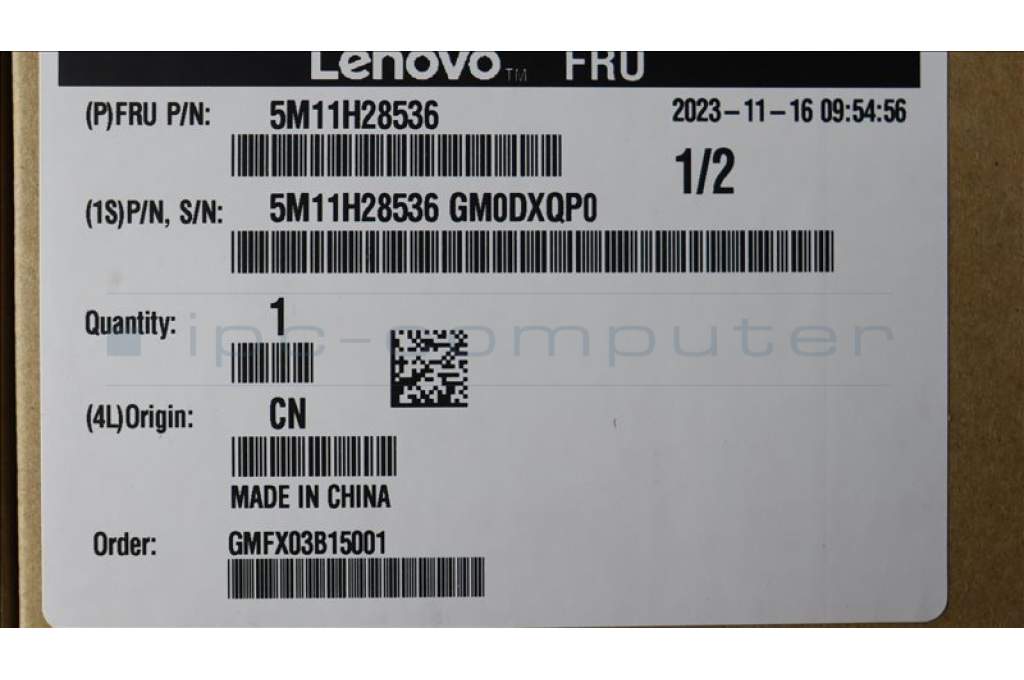 Lenovo™ FRU
(P)FRU P/N: 5M11H28536 2023-11-16 09:54:56
1/2
(1S)P/N, S/N: 5M11H28536 GM0DXQP0
Quantity: 1
ipc-computer
(4L)Origin: CN
MADE IN CHINA
Order: GMFX03B15001